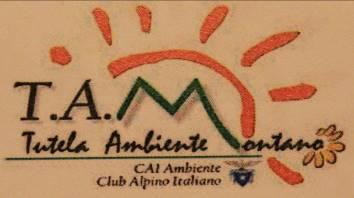 T.A.M
Tutela Ambiente Montano
CAI Ambiente
Club Alpino Italiano